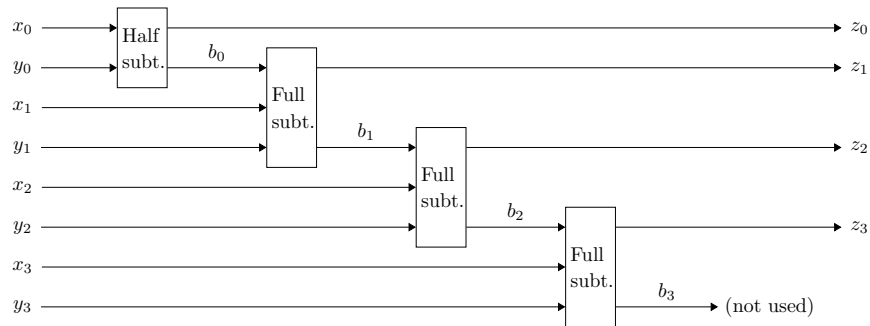 x₀ Half subt. z₀
y₀ b₀ z₁
x₁ Full subt.
y₁ b₁ z₂
x₂ Full subt.
y₂ b₂ z₃
x₃ Full subt.
y₃ b₃ (not used)